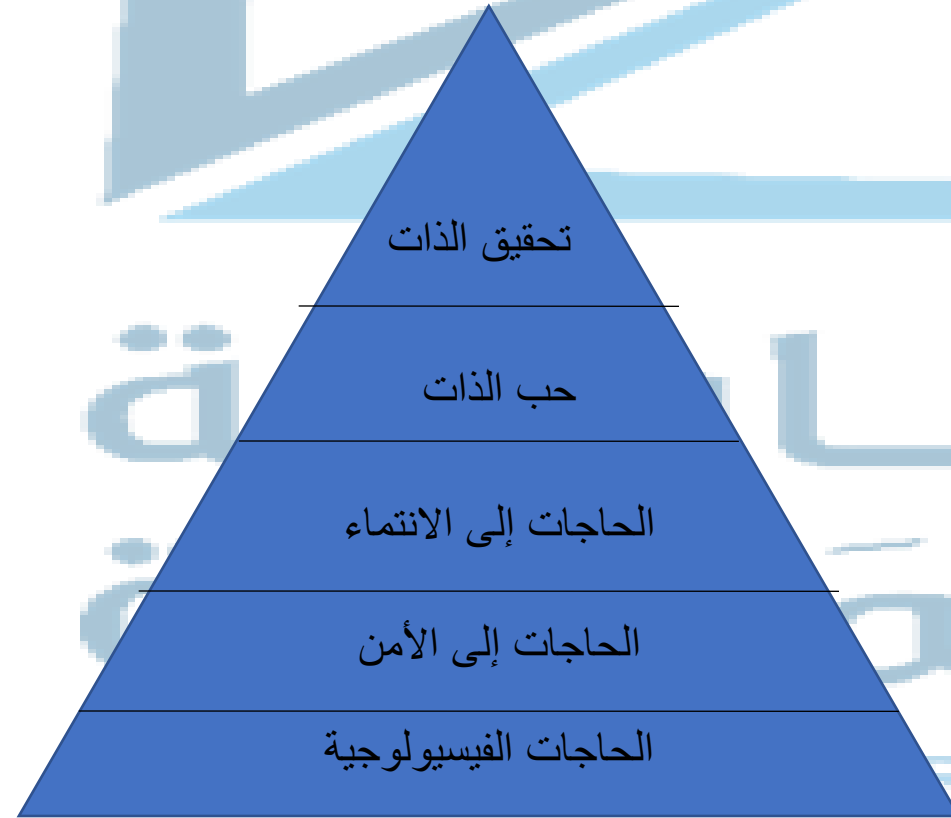 تحقيق الذات
حب الذات
الحاجات إلى الانتماء
الحاجات إلى الأمن
الحاجات الفيسيولوجية